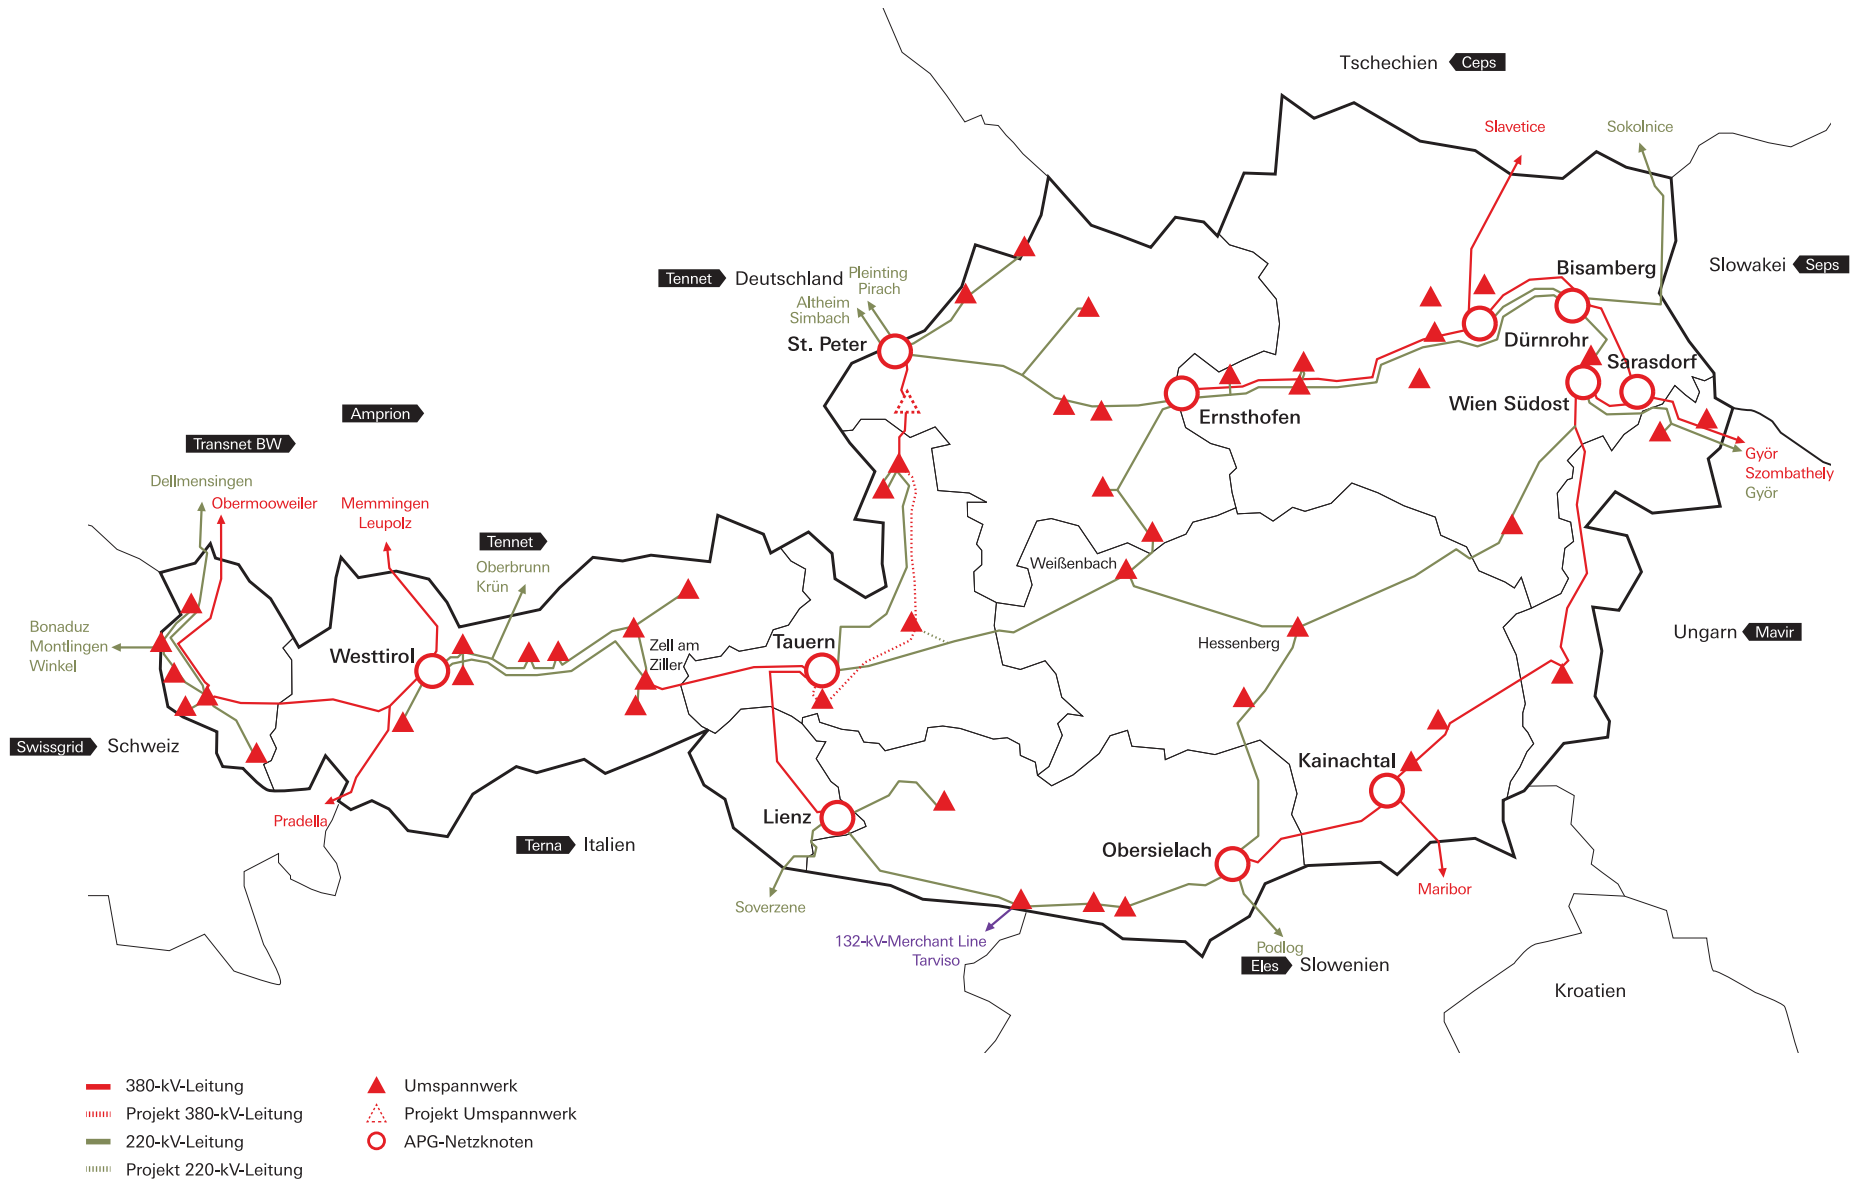 Tschechien Ceps
Slavetice
Sokolnice
Bisamberg
Slowakei Seps
Tennet Deutschland
Pleinting
Pirach
Altheim
Simbach
St. Peter
Dürnrohr
Sarasdorf
Wien Südost
Ernsthofen
Amprion
Transnet BW
Györ
Szombathely
Györ
Dellmensingen
Obermooweiler
Memmingen
Leupolz
Tennet
Oberbrunn
Krün
Weißenbach
Bonaduz
Montlingen
Winkel
Westtirol
Zell am
Ziller
Tauern
Hessenberg
Ungarn Mavir
Swissgrid Schweiz
Kainachtal
Pradella
Lienz
Terna Italien
Obersielach
Maribor
Soverzene
132-kV-Merchant Line
Tarviso
Podlog
Eles Slowenien
Kroatien
380-kV-Leitung
Projekt 380-kV-Leitung
220-kV-Leitung
Projekt 220-kV-Leitung
Umspannwerk
Projekt Umspannwerk
APG-Netzknoten